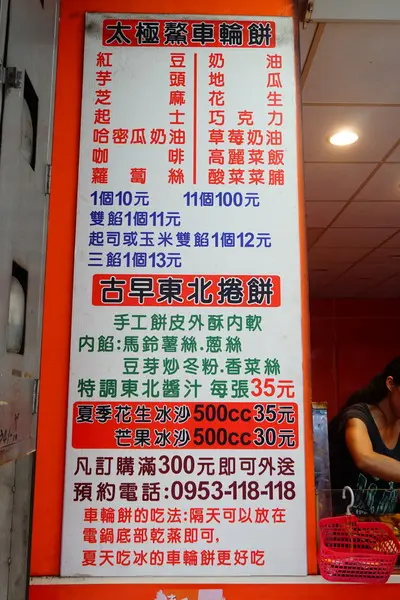 太極鰲車輪餅
紅豆 奶油
芋頭 地瓜
芝麻 花生
起士 巧克力
哈密瓜奶油 草莓奶油
咖啡 高麗菜飯
蘿蔔絲 酸菜菜脯
1個10元 11個100元
雙餡1個11元
起司或玉米雙餡1個12元
三餡1個13元
古早東北捲餅
手工餅皮外酥內軟
內餡:馬鈴薯絲.蔥絲
豆芽炒冬粉.香菜絲
特調東北醬汁 每張35元
夏季花生冰沙500cc35元
芒果冰沙500cc30元
凡訂購滿300元即可外送
預約電話:0953-118-118
車輪餅的吃法:隔天可以放在
電鍋底部乾蒸即可,
夏天吃冰的車輪餅更好吃